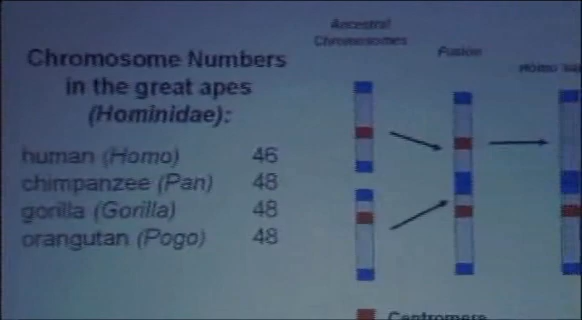 Chromosome Numbers
in the great apes
(Hominidae):
human (Homo) 46
chimpanzee (Pan) 48
gorilla (Gorilla) 48
orangutan (Pogo) 48
Ancestral
Chromosomes
Fusion
Homo
Centromere